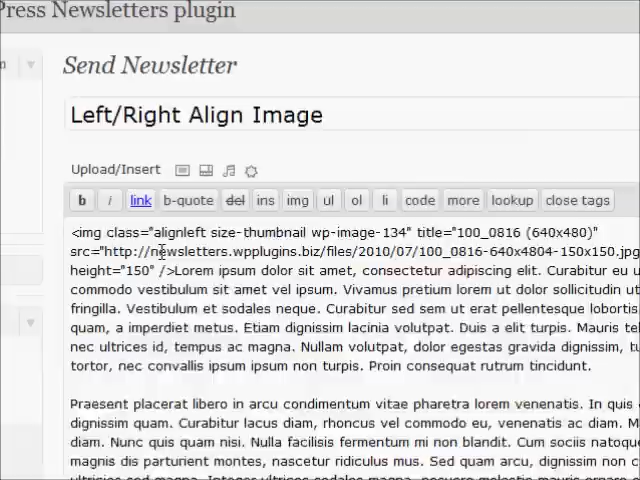 Press Newsletters plugin
Send Newsletter
Left/Right Align Image
Upload/Insert
b i link b-quote del ins img ul ol li code more lookup close tags
<img class="alignleft size-thumbnail wp-image-134" title="100_0816 (640x480)"
src="http://newsletters.wpplugins.biz/files/2010/07/100_0816-640x4804-150x150.jpg
height="150" />Lorem ipsum dolor sit amet, consectetur adipiscing elit. Curabitur eu u
commodo vestibulum sit amet vel ipsum. Vivamus pretium lorem ut dolor sollicitudin ut
fringilla. Vestibulum et sodales neque. Curabitur sed sem ut erat pellentesque lobortis
quam, a imperdiet metus. Etiam dignissim lacinia volutpat. Duis a elit turpis. Mauris te
nec ultrices id, tempus ac magna. Nullam volutpat, dolor egestas gravida dignissim, tu
tortor, nec convallis ipsum ipsum non turpis. Proin consequat rutrum tincidunt.
Praesent placerat libero in arcu condimentum vitae pharetra lorem venenatis. In quis
dignissim varius. Curabitur lacus diam, rhoncus vel commodo eu, venenatis ac diam.
diam. Nunc quis quam nisi. Nulla facilisis fermentum mi non blandit. Cum sociis natoqu
magnis dis parturient montes, nascetur ridiculus mus. Sed quam arcu, dignissim non